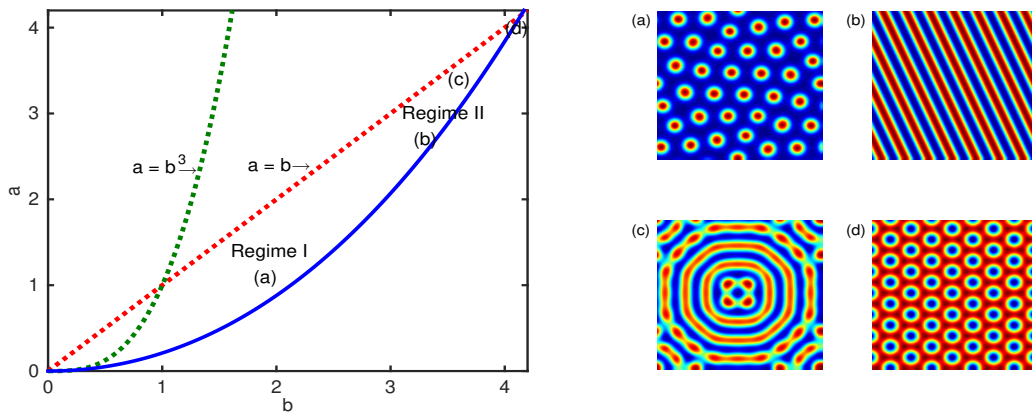 4
3
2
1
0
a
0
1
2
3
4
b
a = b³→
a = b→
Regime I
(a)
Regime II
(b)
(c)
(d)
(a)
(b)
(c)
(d)